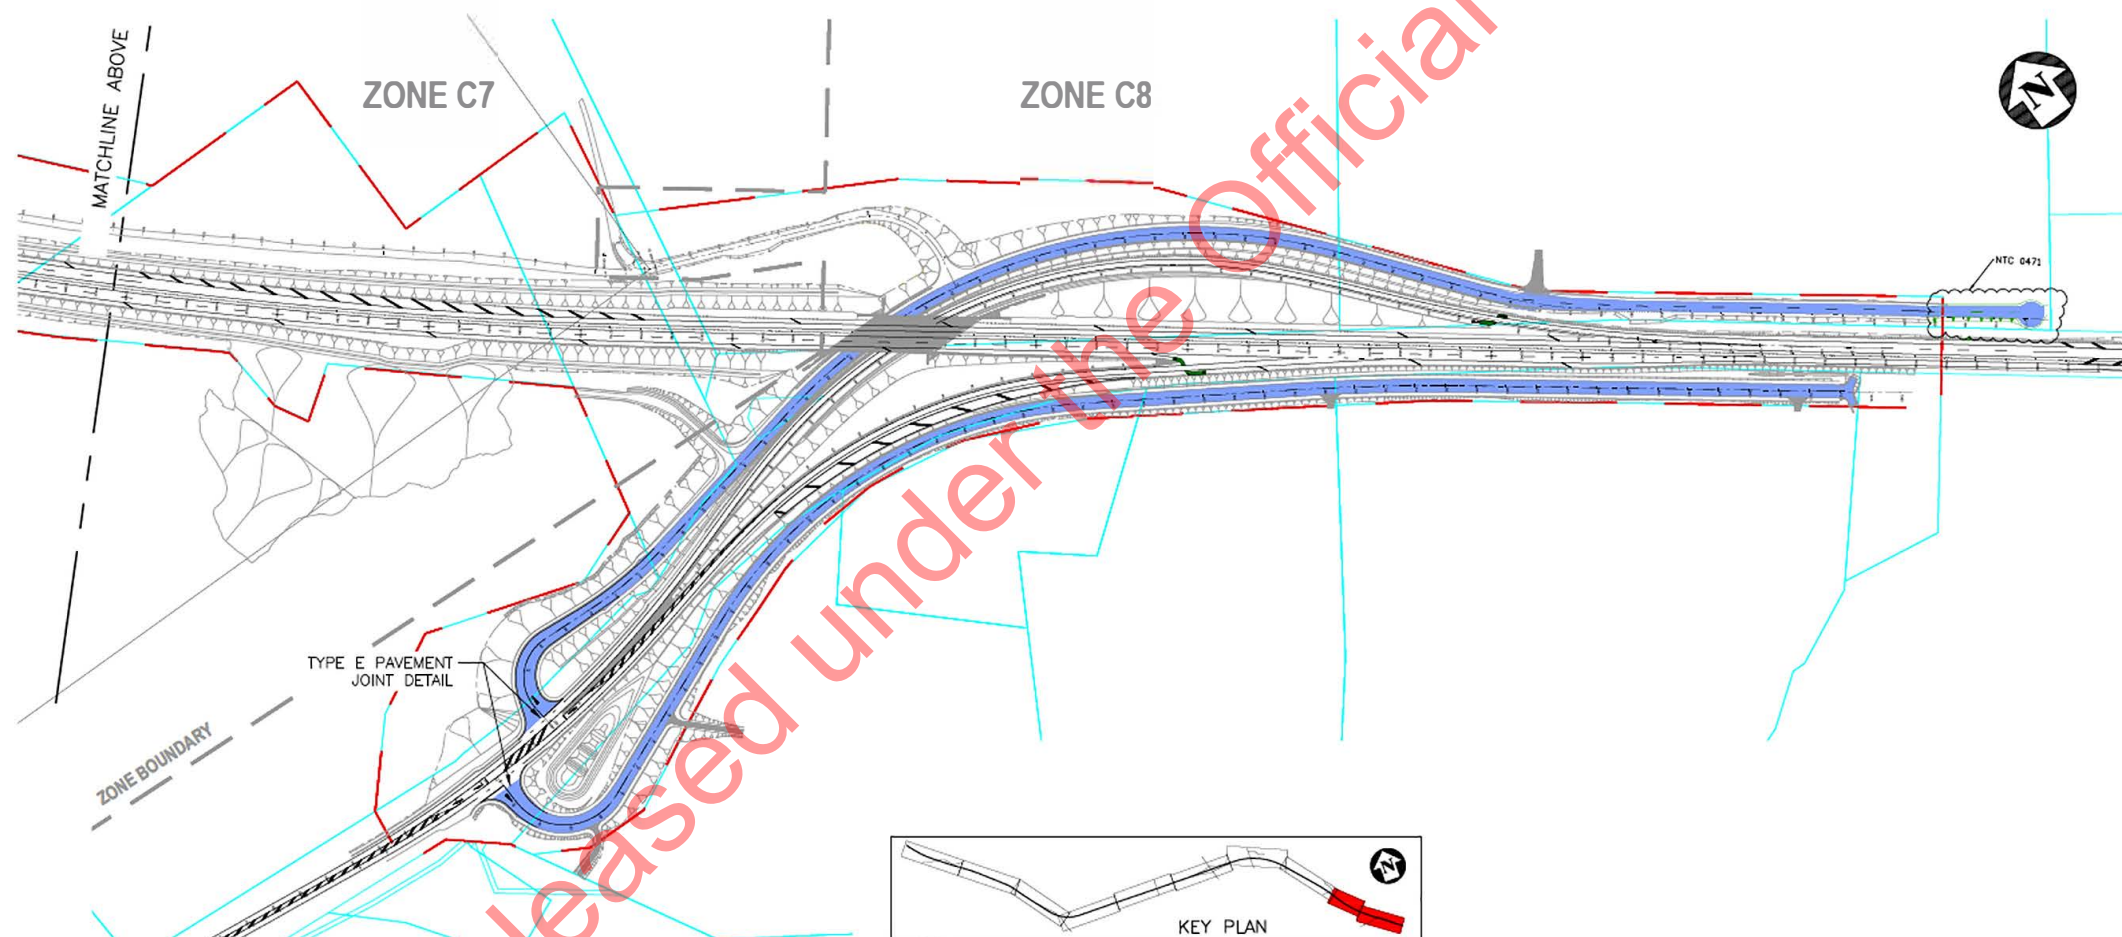 MATCHLINE ABOVE
ZONE C7
ZONE C8
N
NTC 0471
TYPE E PAVEMENT
JOINT DETAIL
ZONE BOUNDARY
N
KEY PLAN
leased under the Official